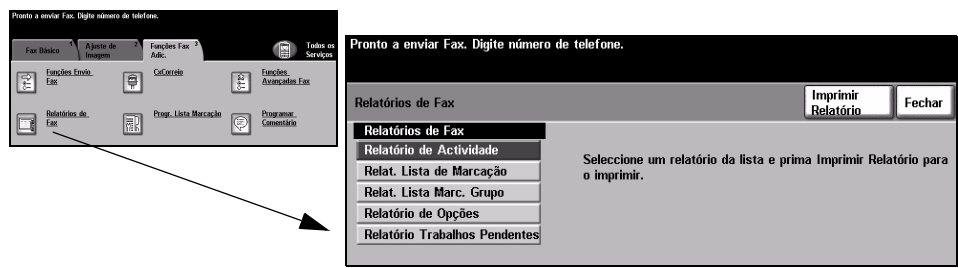 Pronto a enviar Fax. Digite número de telefone.
Fax Básico 1
Ajuste de Imagem 2
Funções Fax Adic. 3
Todos os Serviços
Funções Envio Fax
CxCorreio
Funções Avançadas Fax
Relatórios de Fax
Progr. Lista Marcação
Programar Comentário
Pronto a enviar Fax. Digite número de telefone.
Relatórios de Fax
Imprimir Relatório
Fechar
Relatórios de Fax
Relatório de Actividade
Relat. Lista de Marcação
Relat. Lista Marc. Grupo
Relatório de Opções
Relatório Trabalhos Pendentes
Seleccione um relatório da lista e prima Imprimir Relatório para
o imprimir.